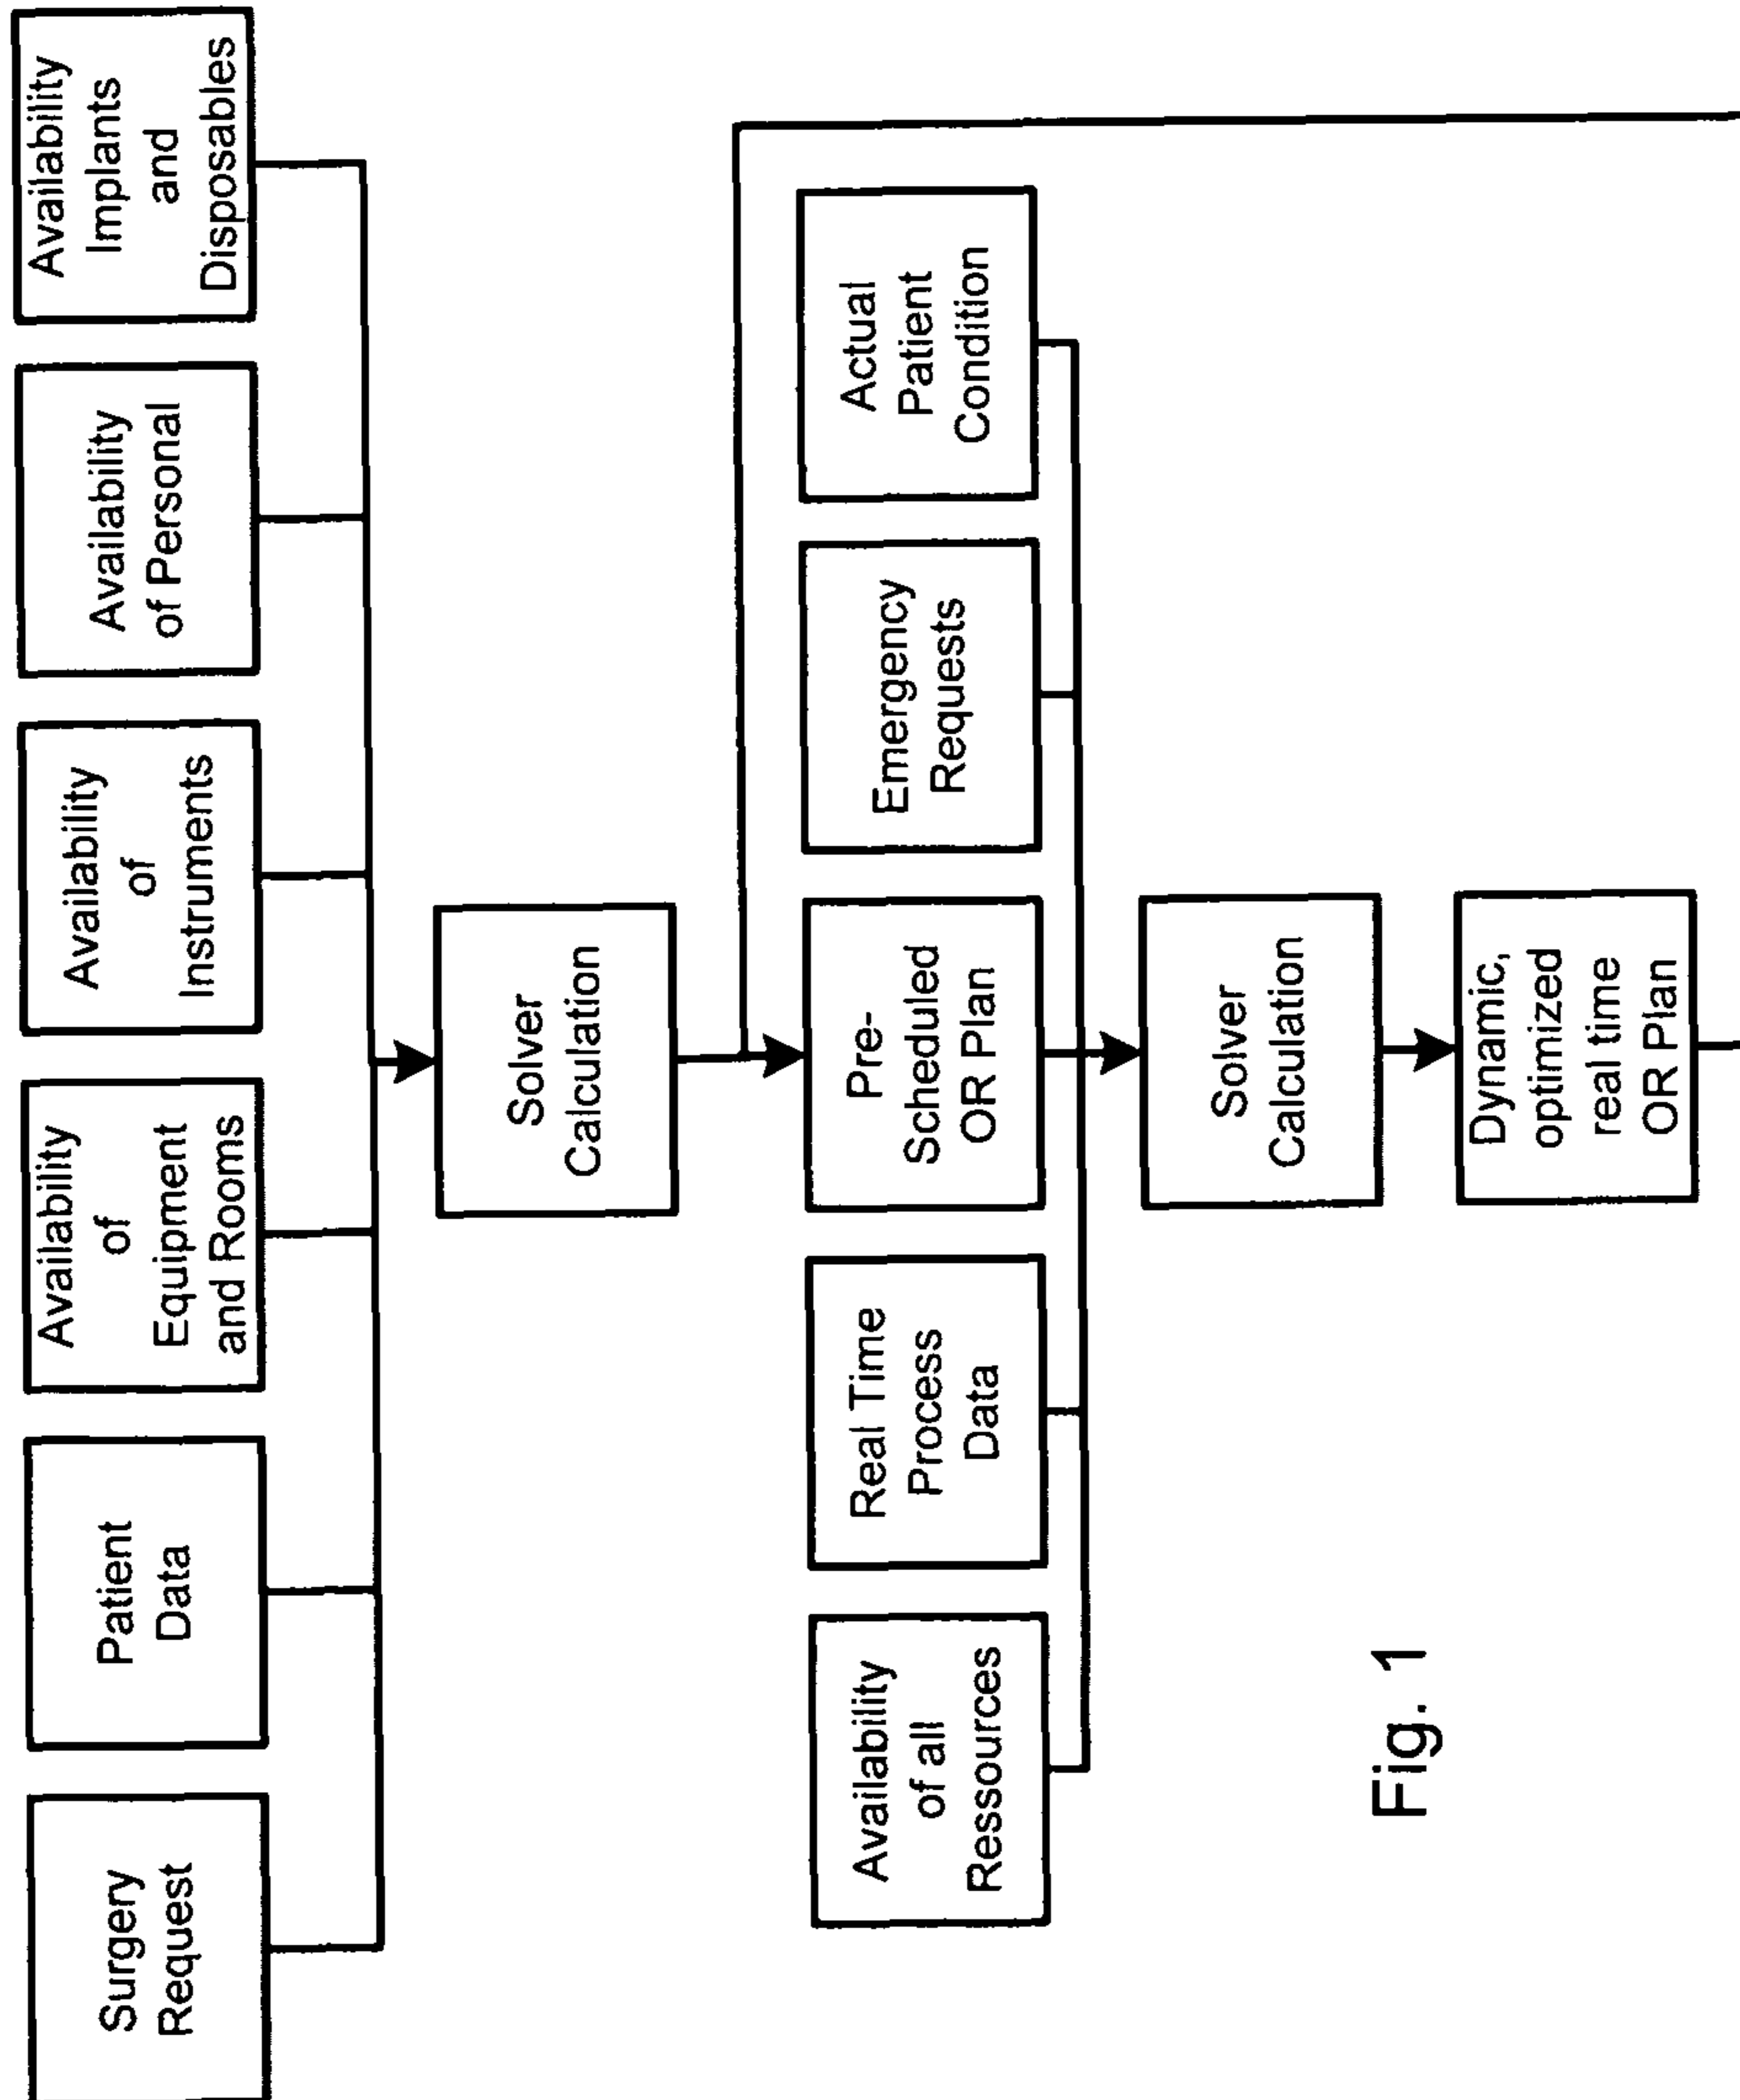 Surgery
Request
Patient
Data
Availability
of
Equipment
and Rooms
Availability
of
Instruments
Availability
of Personal
Availability
Implants
and
Disposables
Solver
Calculation
Availability
of all
Ressources
Real Time
Process
Data
Pre-
Scheduled
OR Plan
Emergency
Requests
Actual
Patient
Condition
Solver
Calculation
Dynamic,
optimized
real time
OR Plan
Fig. 1